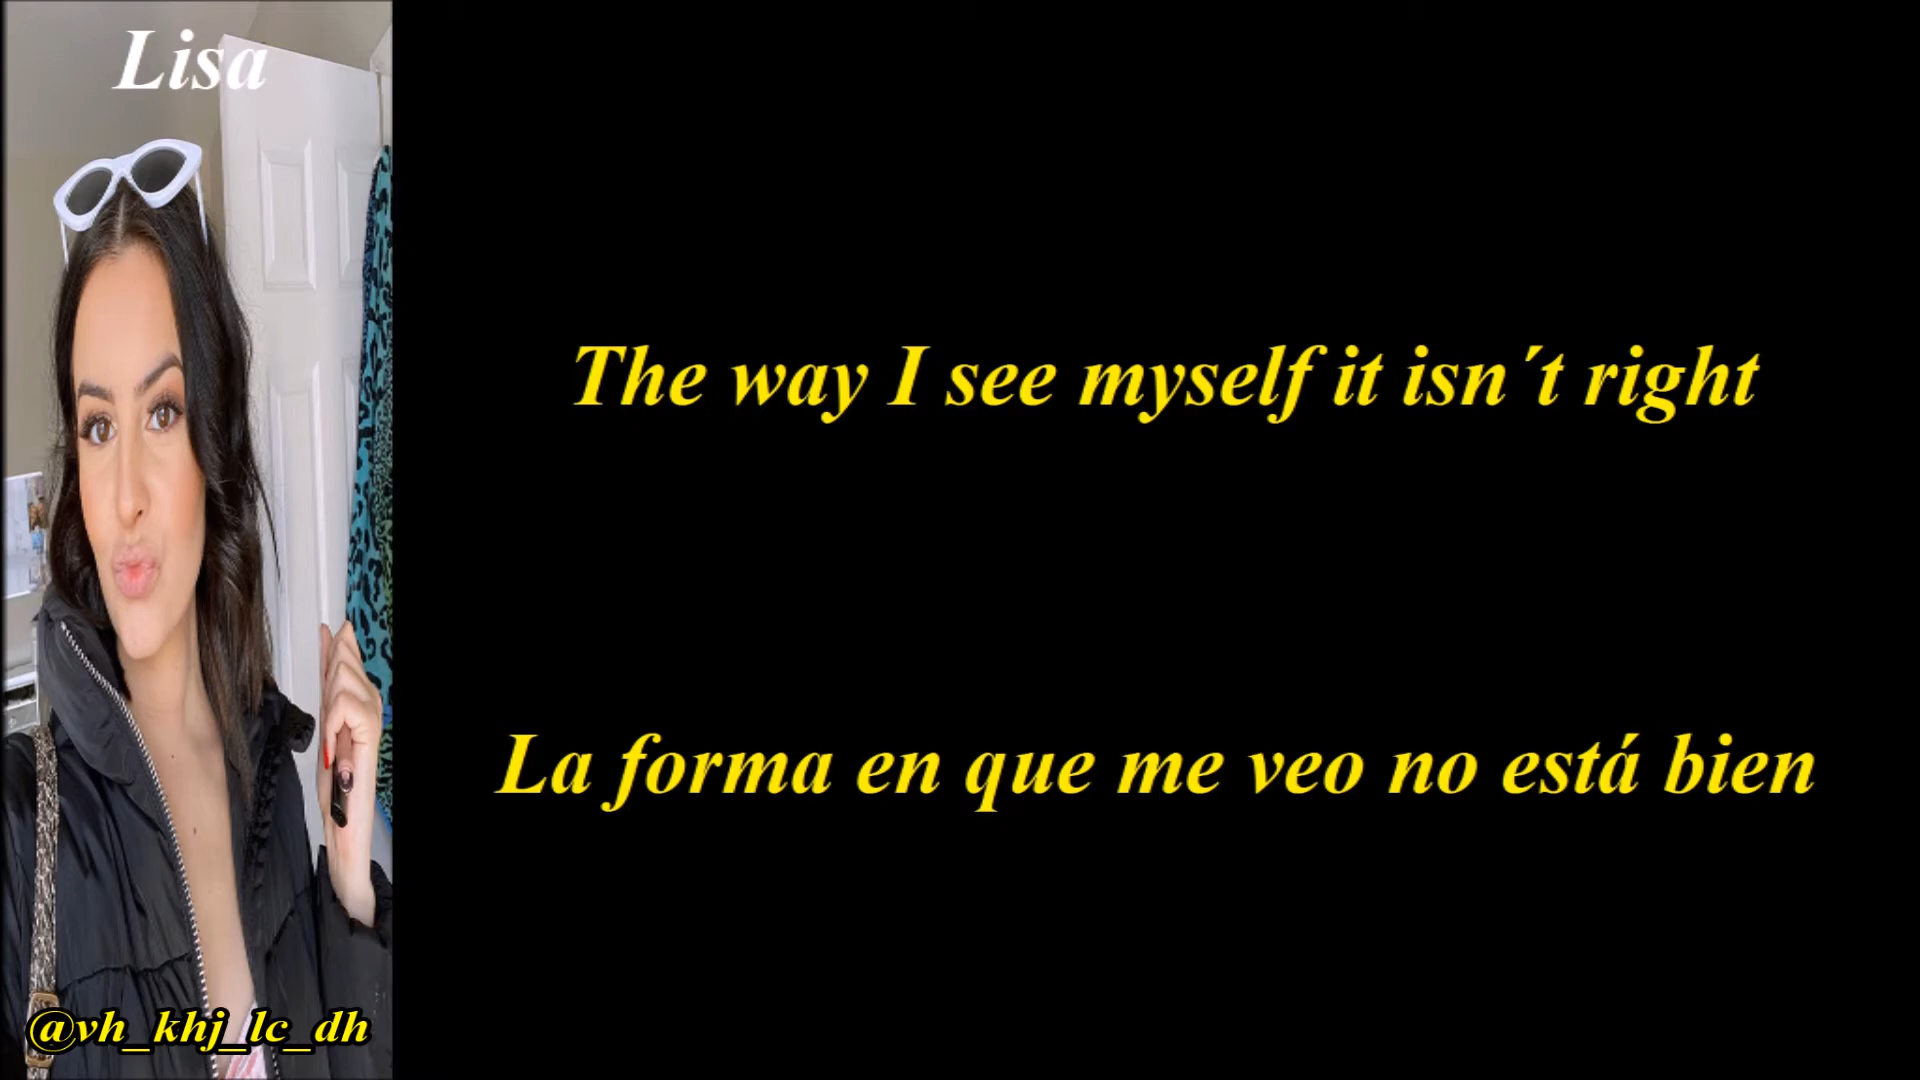 Lisa
The way I see myself it isn´t right
La forma en que me veo no está bien
@vh_khj_lc_dh